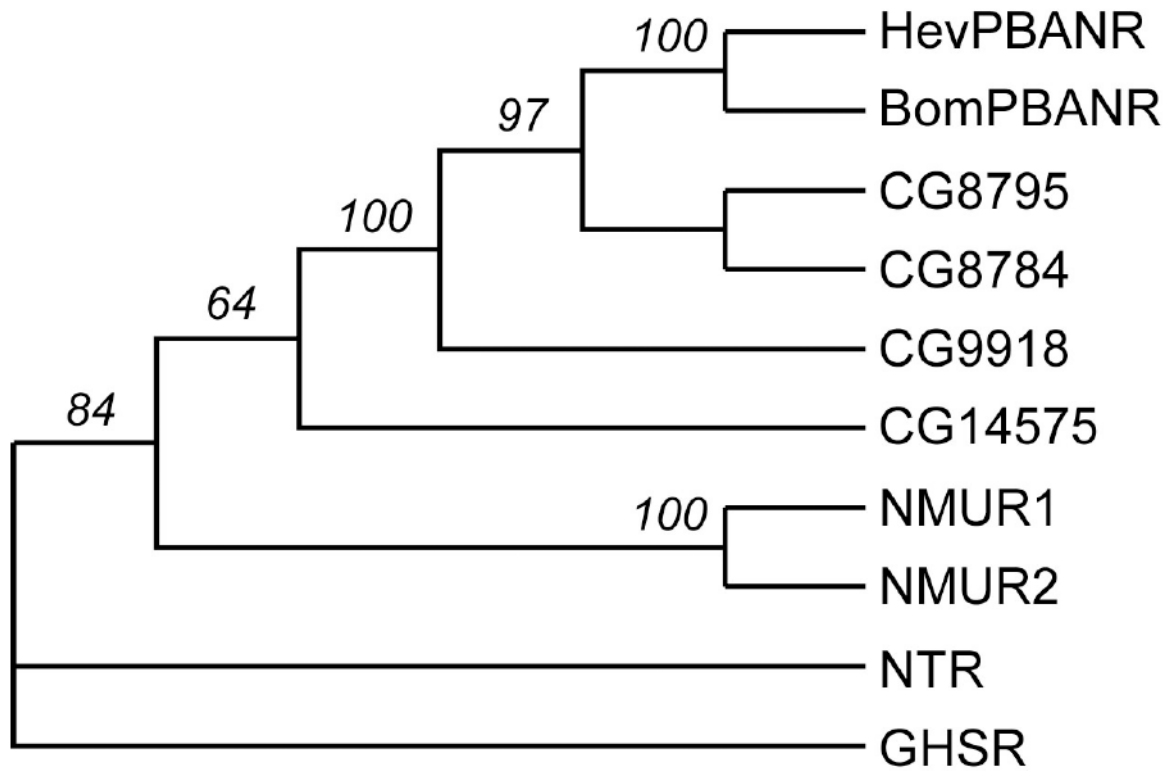 100
HevPBANR
97
BomPBANR
100
CG8795
64
CG8784
CG9918
84
CG14575
100
NMUR1
NMUR2
NTR
GHSR